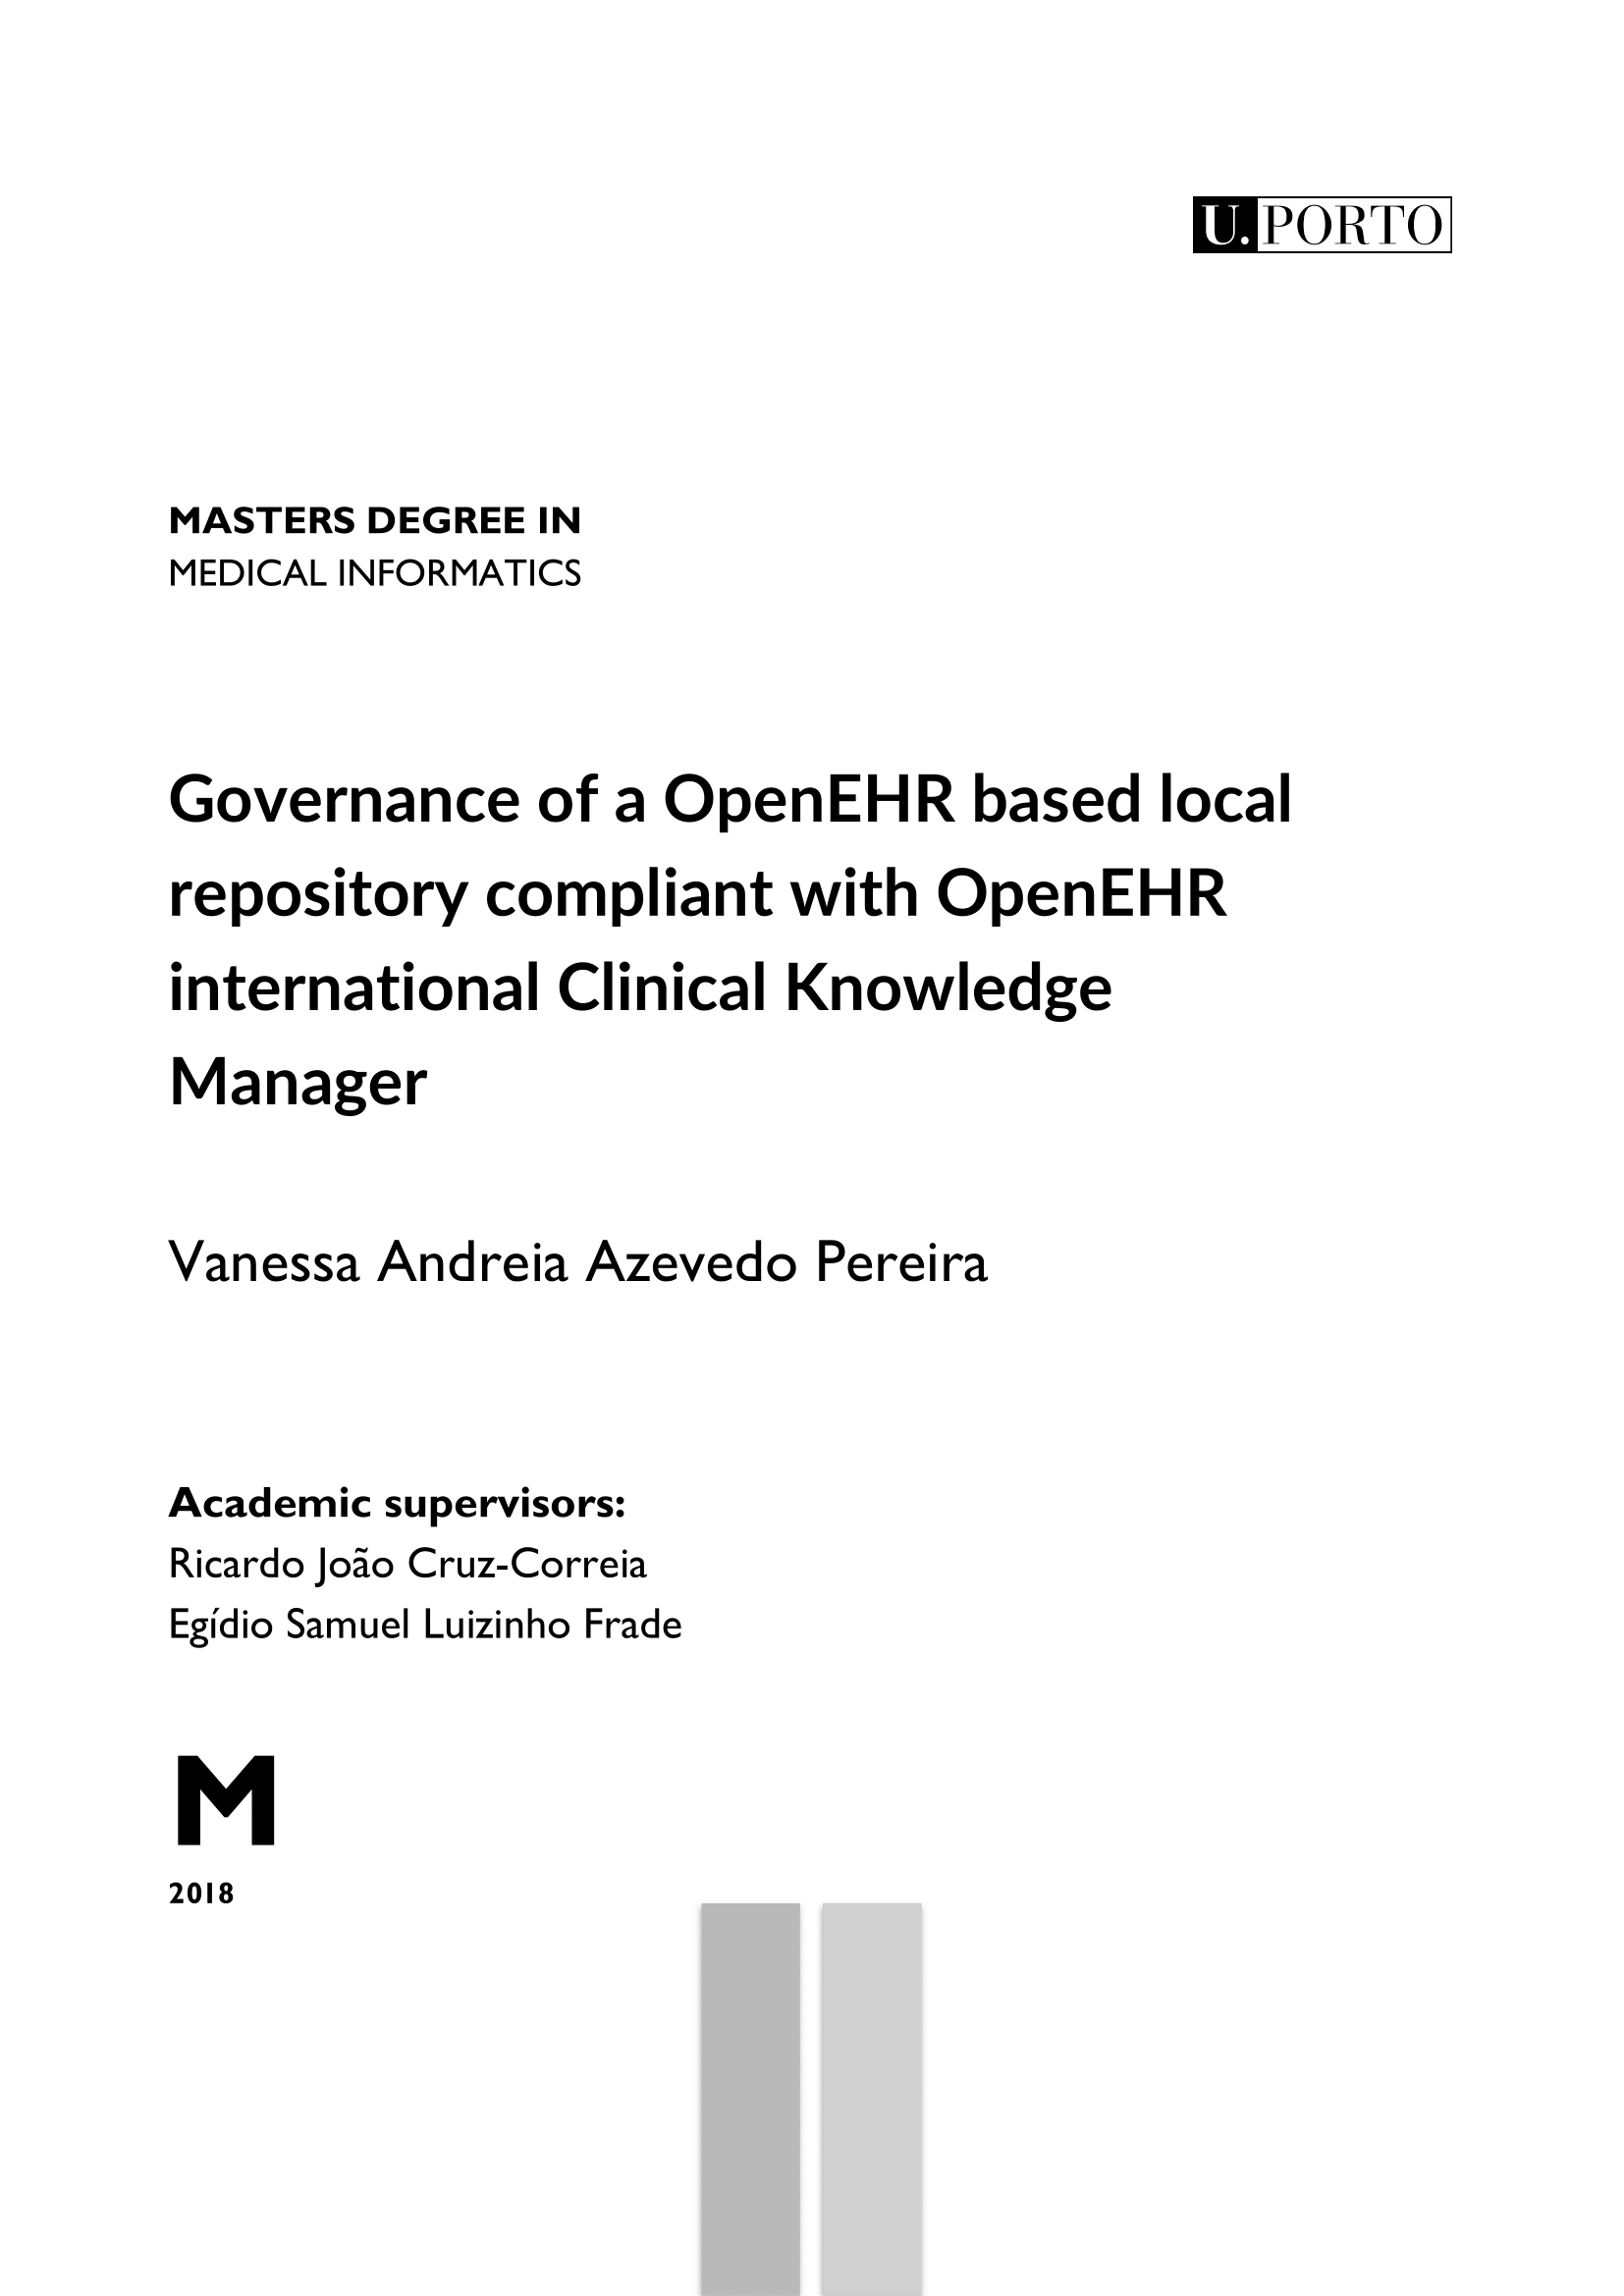 U. PORTO
MASTERS DEGREE IN
MEDICAL INFORMATICS
Governance of a OpenEHR based local
repository compliant with OpenEHR
international Clinical Knowledge
Manager
Vanessa Andreia Azevedo Pereira
Academic supervisors:
Ricardo João Cruz-Correia
Egídio Samuel Luizinho Frade
M
2018